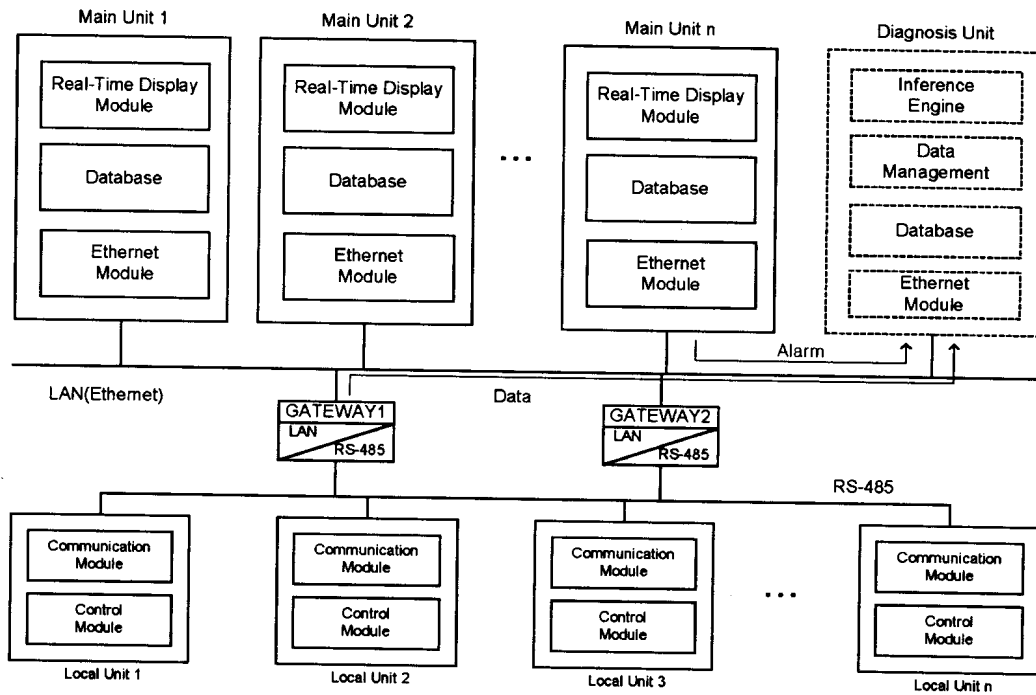 Main Unit 1
Main Unit 2
Main Unit n
Diagnosis Unit
Real-Time Display
Module
Database
Ethernet
Module
Real-Time Display
Module
Database
Ethernet
Module
...
Real-Time Display
Module
Database
Ethernet
Module
Inference
Engine
Data
Management
Database
Ethernet
Module
Alarm
LAN(Ethernet)
Data
GATEWAY1
LAN
RS-485
GATEWAY2
LAN
RS-485
RS-485
Communication
Module
Control
Module
Communication
Module
Control
Module
Communication
Module
Control
Module
...
Communication
Module
Control
Module
Local Unit 1
Local Unit 2
Local Unit 3
Local Unit n